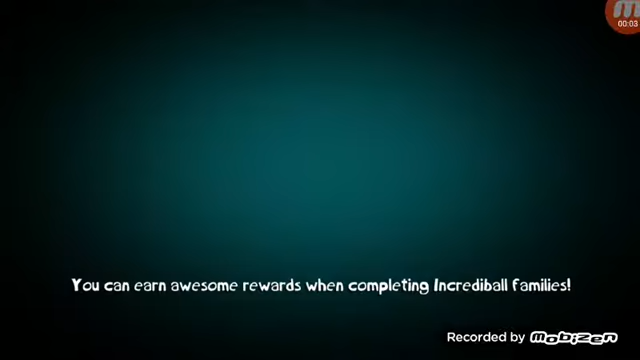 00:03
You can earn awesome rewards when completing Incrediball families!
Recorded by mobizen